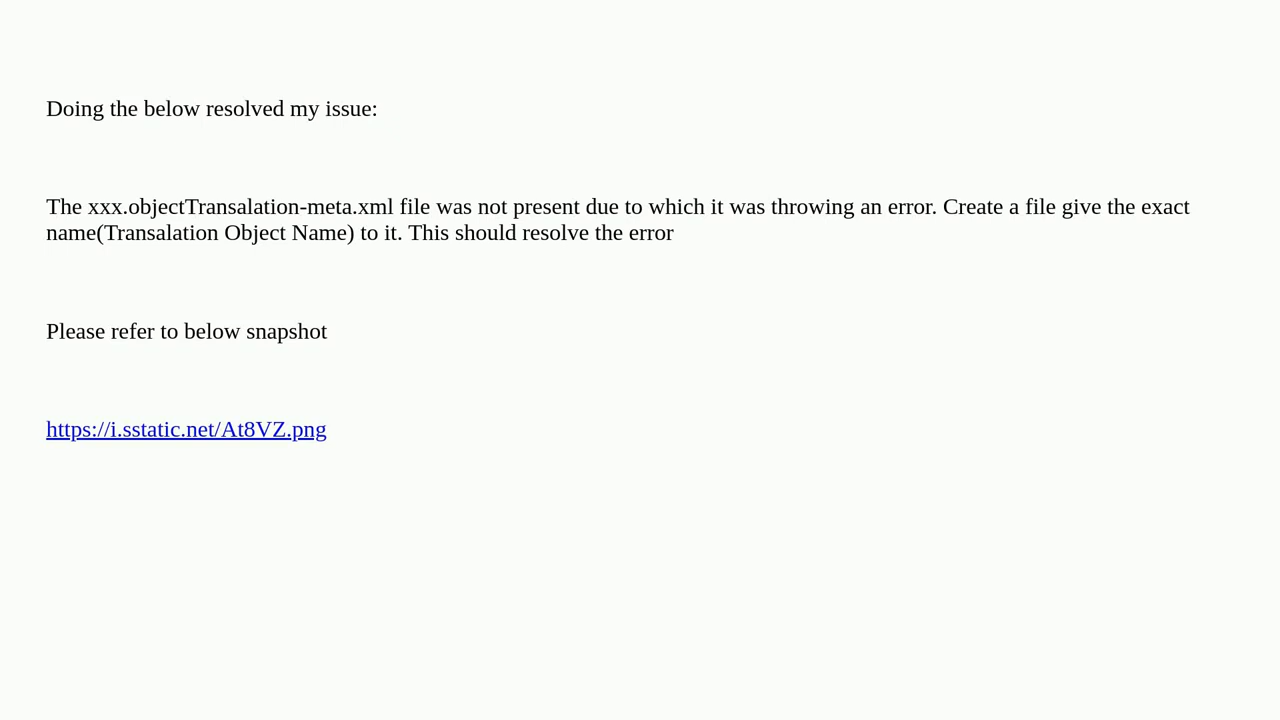 Doing the below resolved my issue:
The xxx.objectTransalation-meta.xml file was not present due to which it was throwing an error. Create a file give the exact
name(Transalation Object Name) to it. This should resolve the error
Please refer to below snapshot
https://i.sstatic.net/At8VZ.png